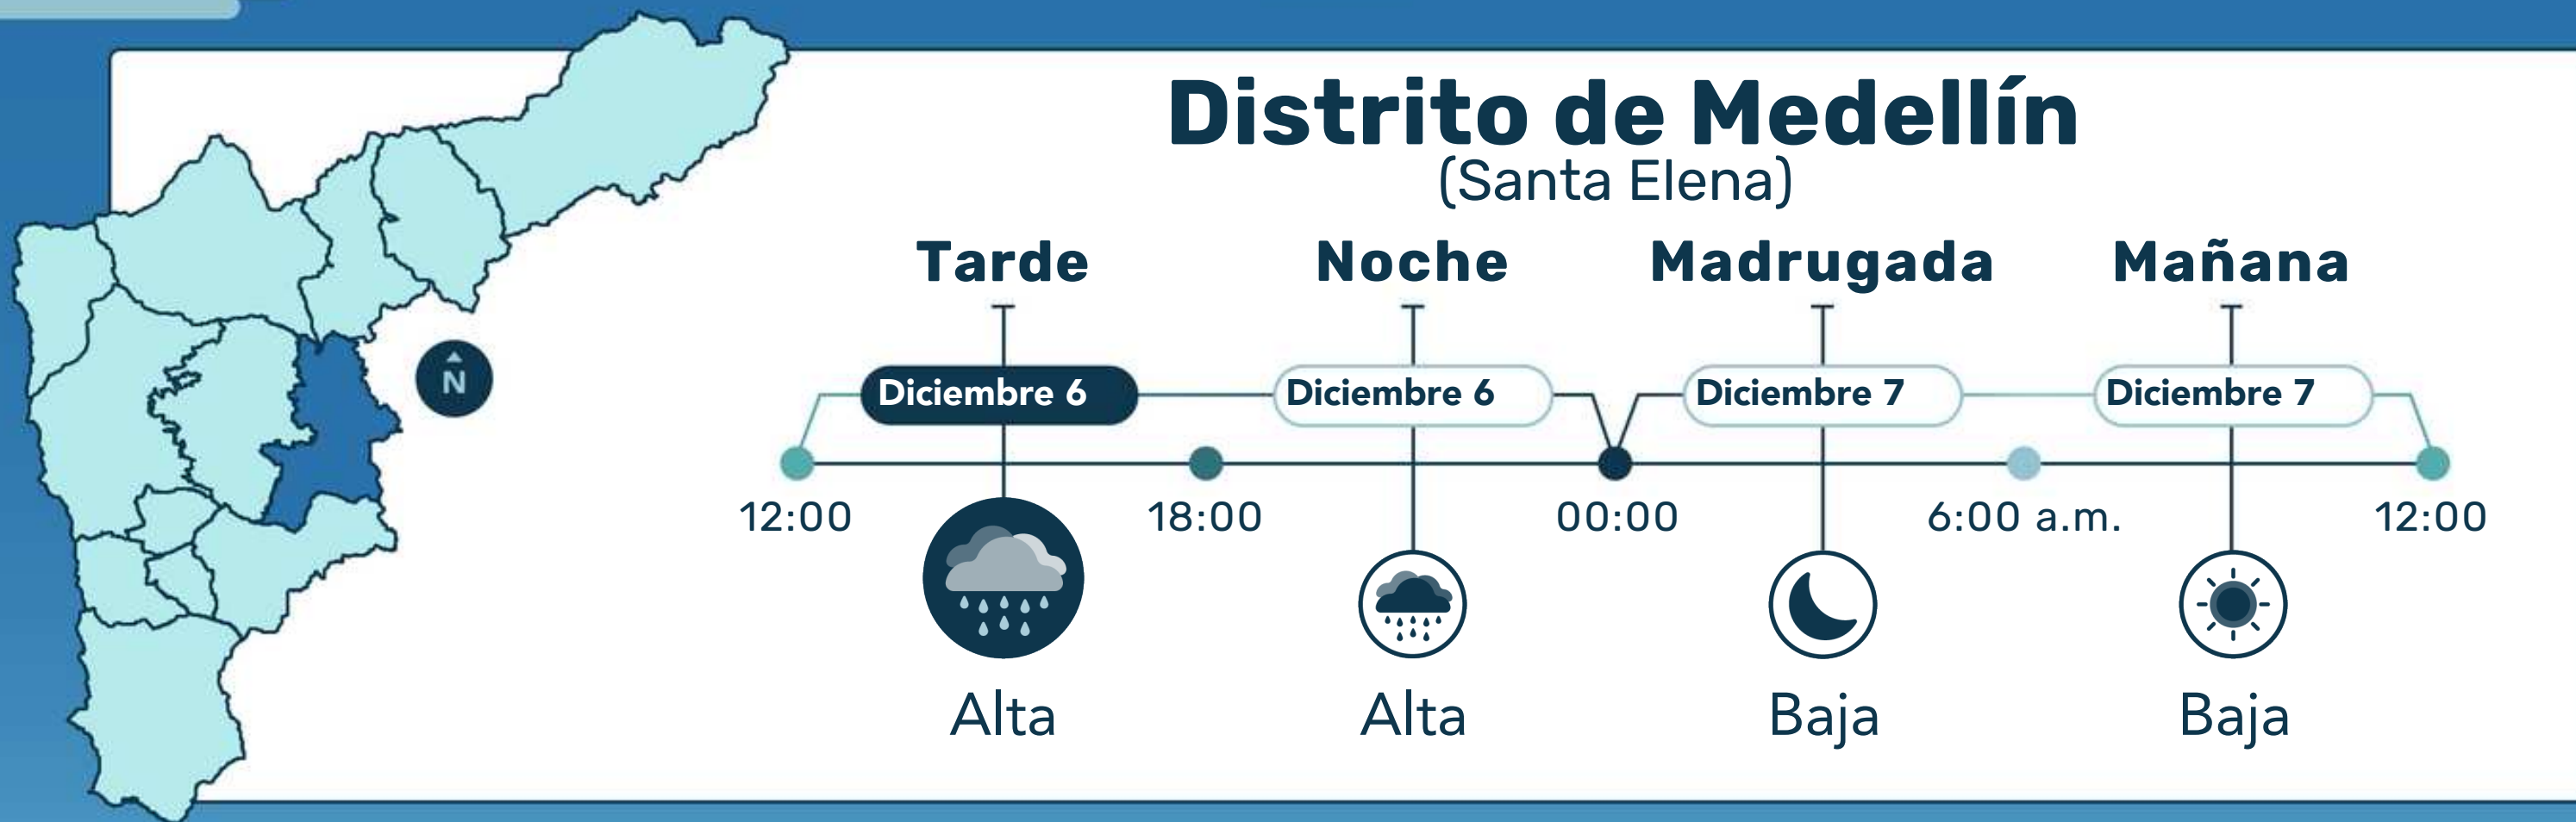 Distrito de Medellín
(Santa Elena)
Tarde Noche Madrugada Mañana
N
Diciembre 6 Diciembre 6 Diciembre 7 Diciembre 7
12:00 18:00 00:00 6:00 a.m. 12:00
Alta Alta Baja Baja